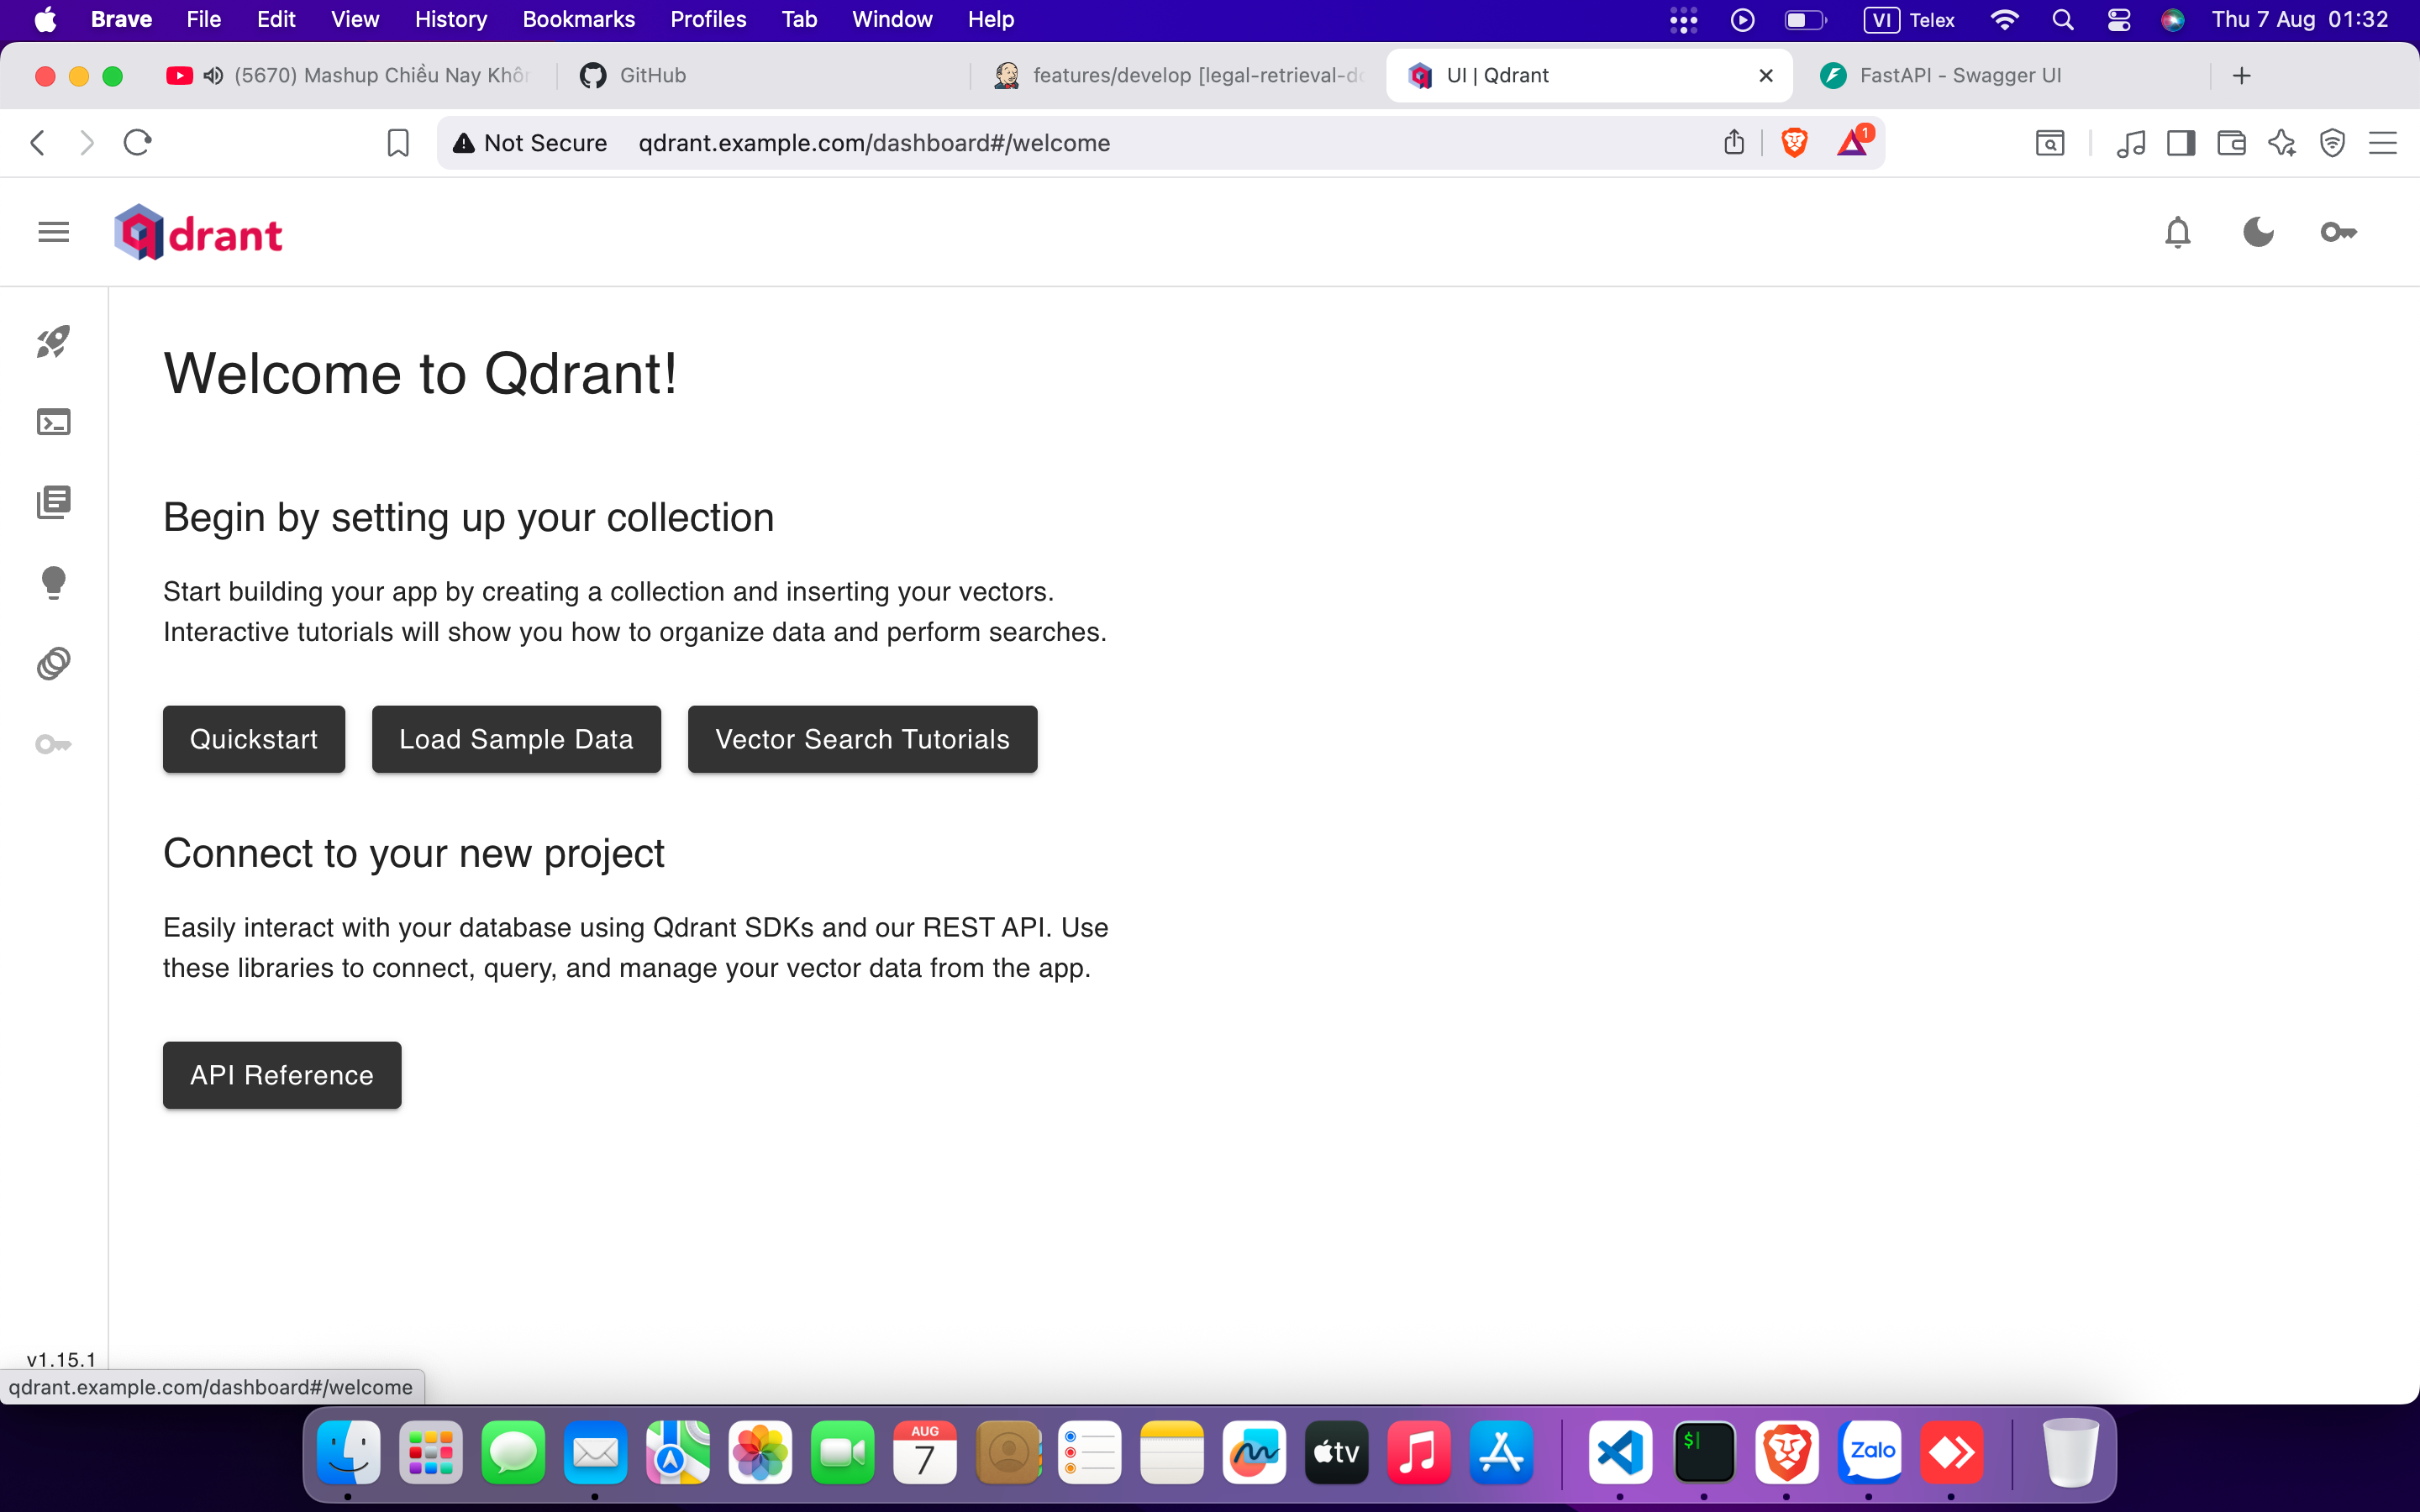 Brave File Edit View History Bookmarks Profiles Tab Window Help VI Telex Thu 7 Aug 01:32
(5670) Mashup Chiều Nay Khôn GitHub features/develop [legal-retrieval-de UI | Qdrant FastAPI - Swagger UI
Not Secure qdrant.example.com/dashboard#/welcome 1
qdrant
Welcome to Qdrant!
Begin by setting up your collection
Start building your app by creating a collection and inserting your vectors.
Interactive tutorials will show you how to organize data and perform searches.
Quickstart Load Sample Data Vector Search Tutorials
Connect to your new project
Easily interact with your database using Qdrant SDKs and our REST API. Use
these libraries to connect, query, and manage your vector data from the app.
API Reference
v1.15.1
qdrant.example.com/dashboard#/welcome
AUG
7
tv
$
Zalo